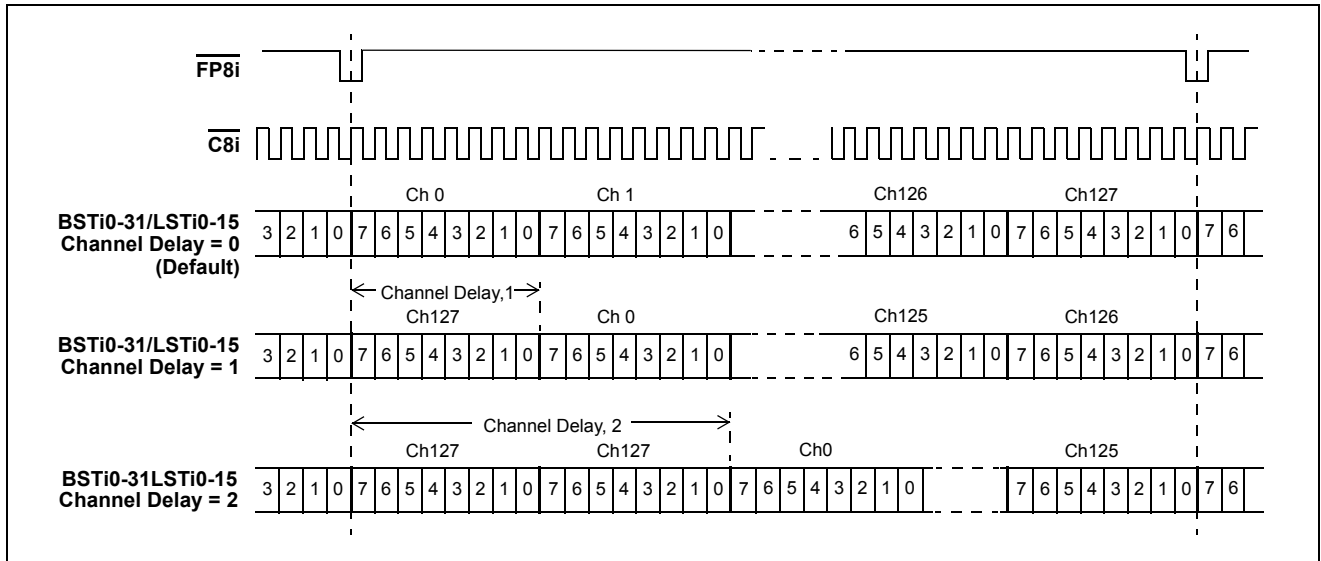 FP8i
C8i
Ch 0 Ch 1 Ch126 Ch127
BSTi0-31/LSTi0-15
Channel Delay = 0
(Default)
3 2 1 0 7 6 5 4 3 2 1 0 7 6 5 4 3 2 1 0 6 5 4 3 2 1 0 7 6 5 4 3 2 1 0 7 6
Channel Delay,1
Ch127 Ch 0 Ch125 Ch126
BSTi0-31/LSTi0-15
Channel Delay = 1
3 2 1 0 7 6 5 4 3 2 1 0 7 6 5 4 3 2 1 0 6 5 4 3 2 1 0 7 6 5 4 3 2 1 0 7 6
Channel Delay, 2
Ch127 Ch127 Ch0 Ch125
BSTi0-31LSTi0-15
Channel Delay = 2
3 2 1 0 7 6 5 4 3 2 1 0 7 6 5 4 3 2 1 0 7 6 5 4 3 2 1 0 7 6 5 4 3 2 1 0 7 6